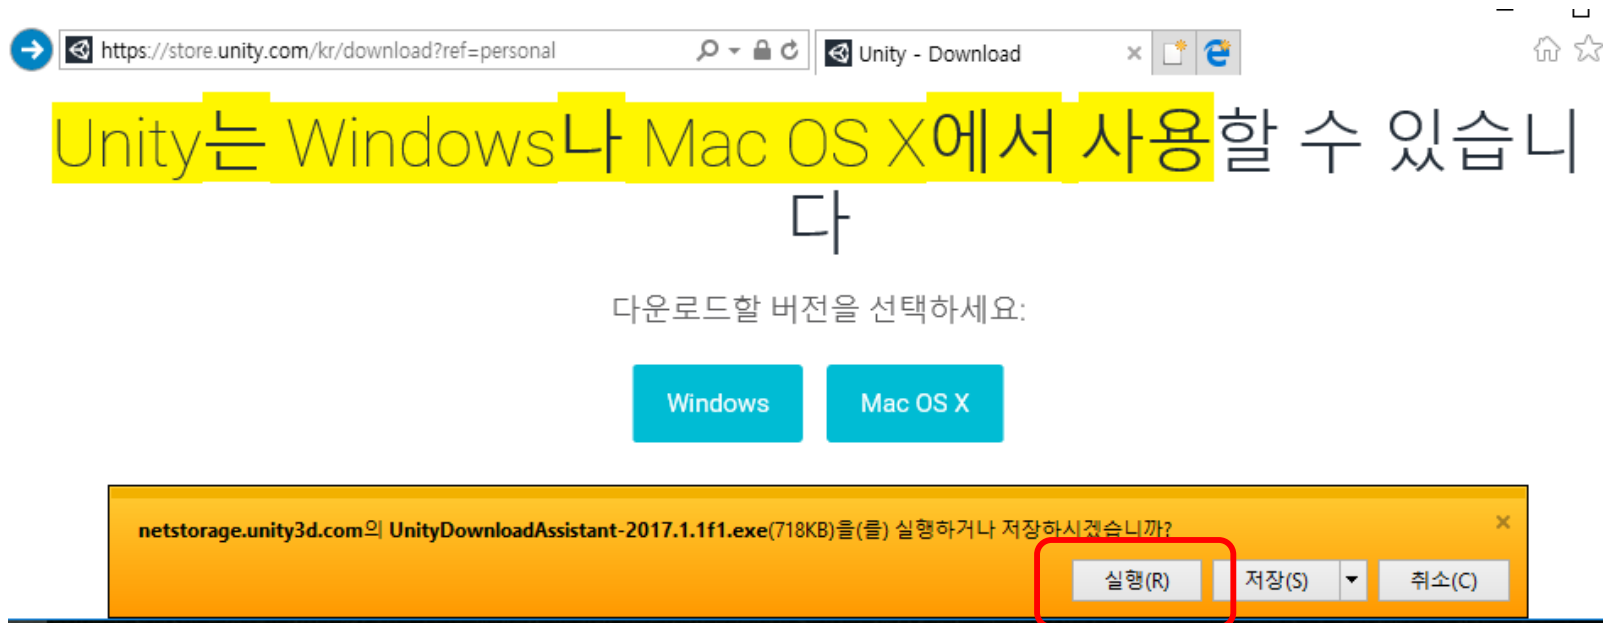 https://store.unity.com/kr/download?ref=personal
Unity - Download
Unity는 Windows나 Mac OS X에서 사용할 수 있습니
다
다운로드할 버전을 선택하세요:
Windows Mac OS X
netstorage.unity3d.com의 UnityDownloadAssistant-2017.1.1f1.exe(718KB)을(를) 실행하거나 저장하시겠습니까?
실행(R) 저장(S) 취소(C)